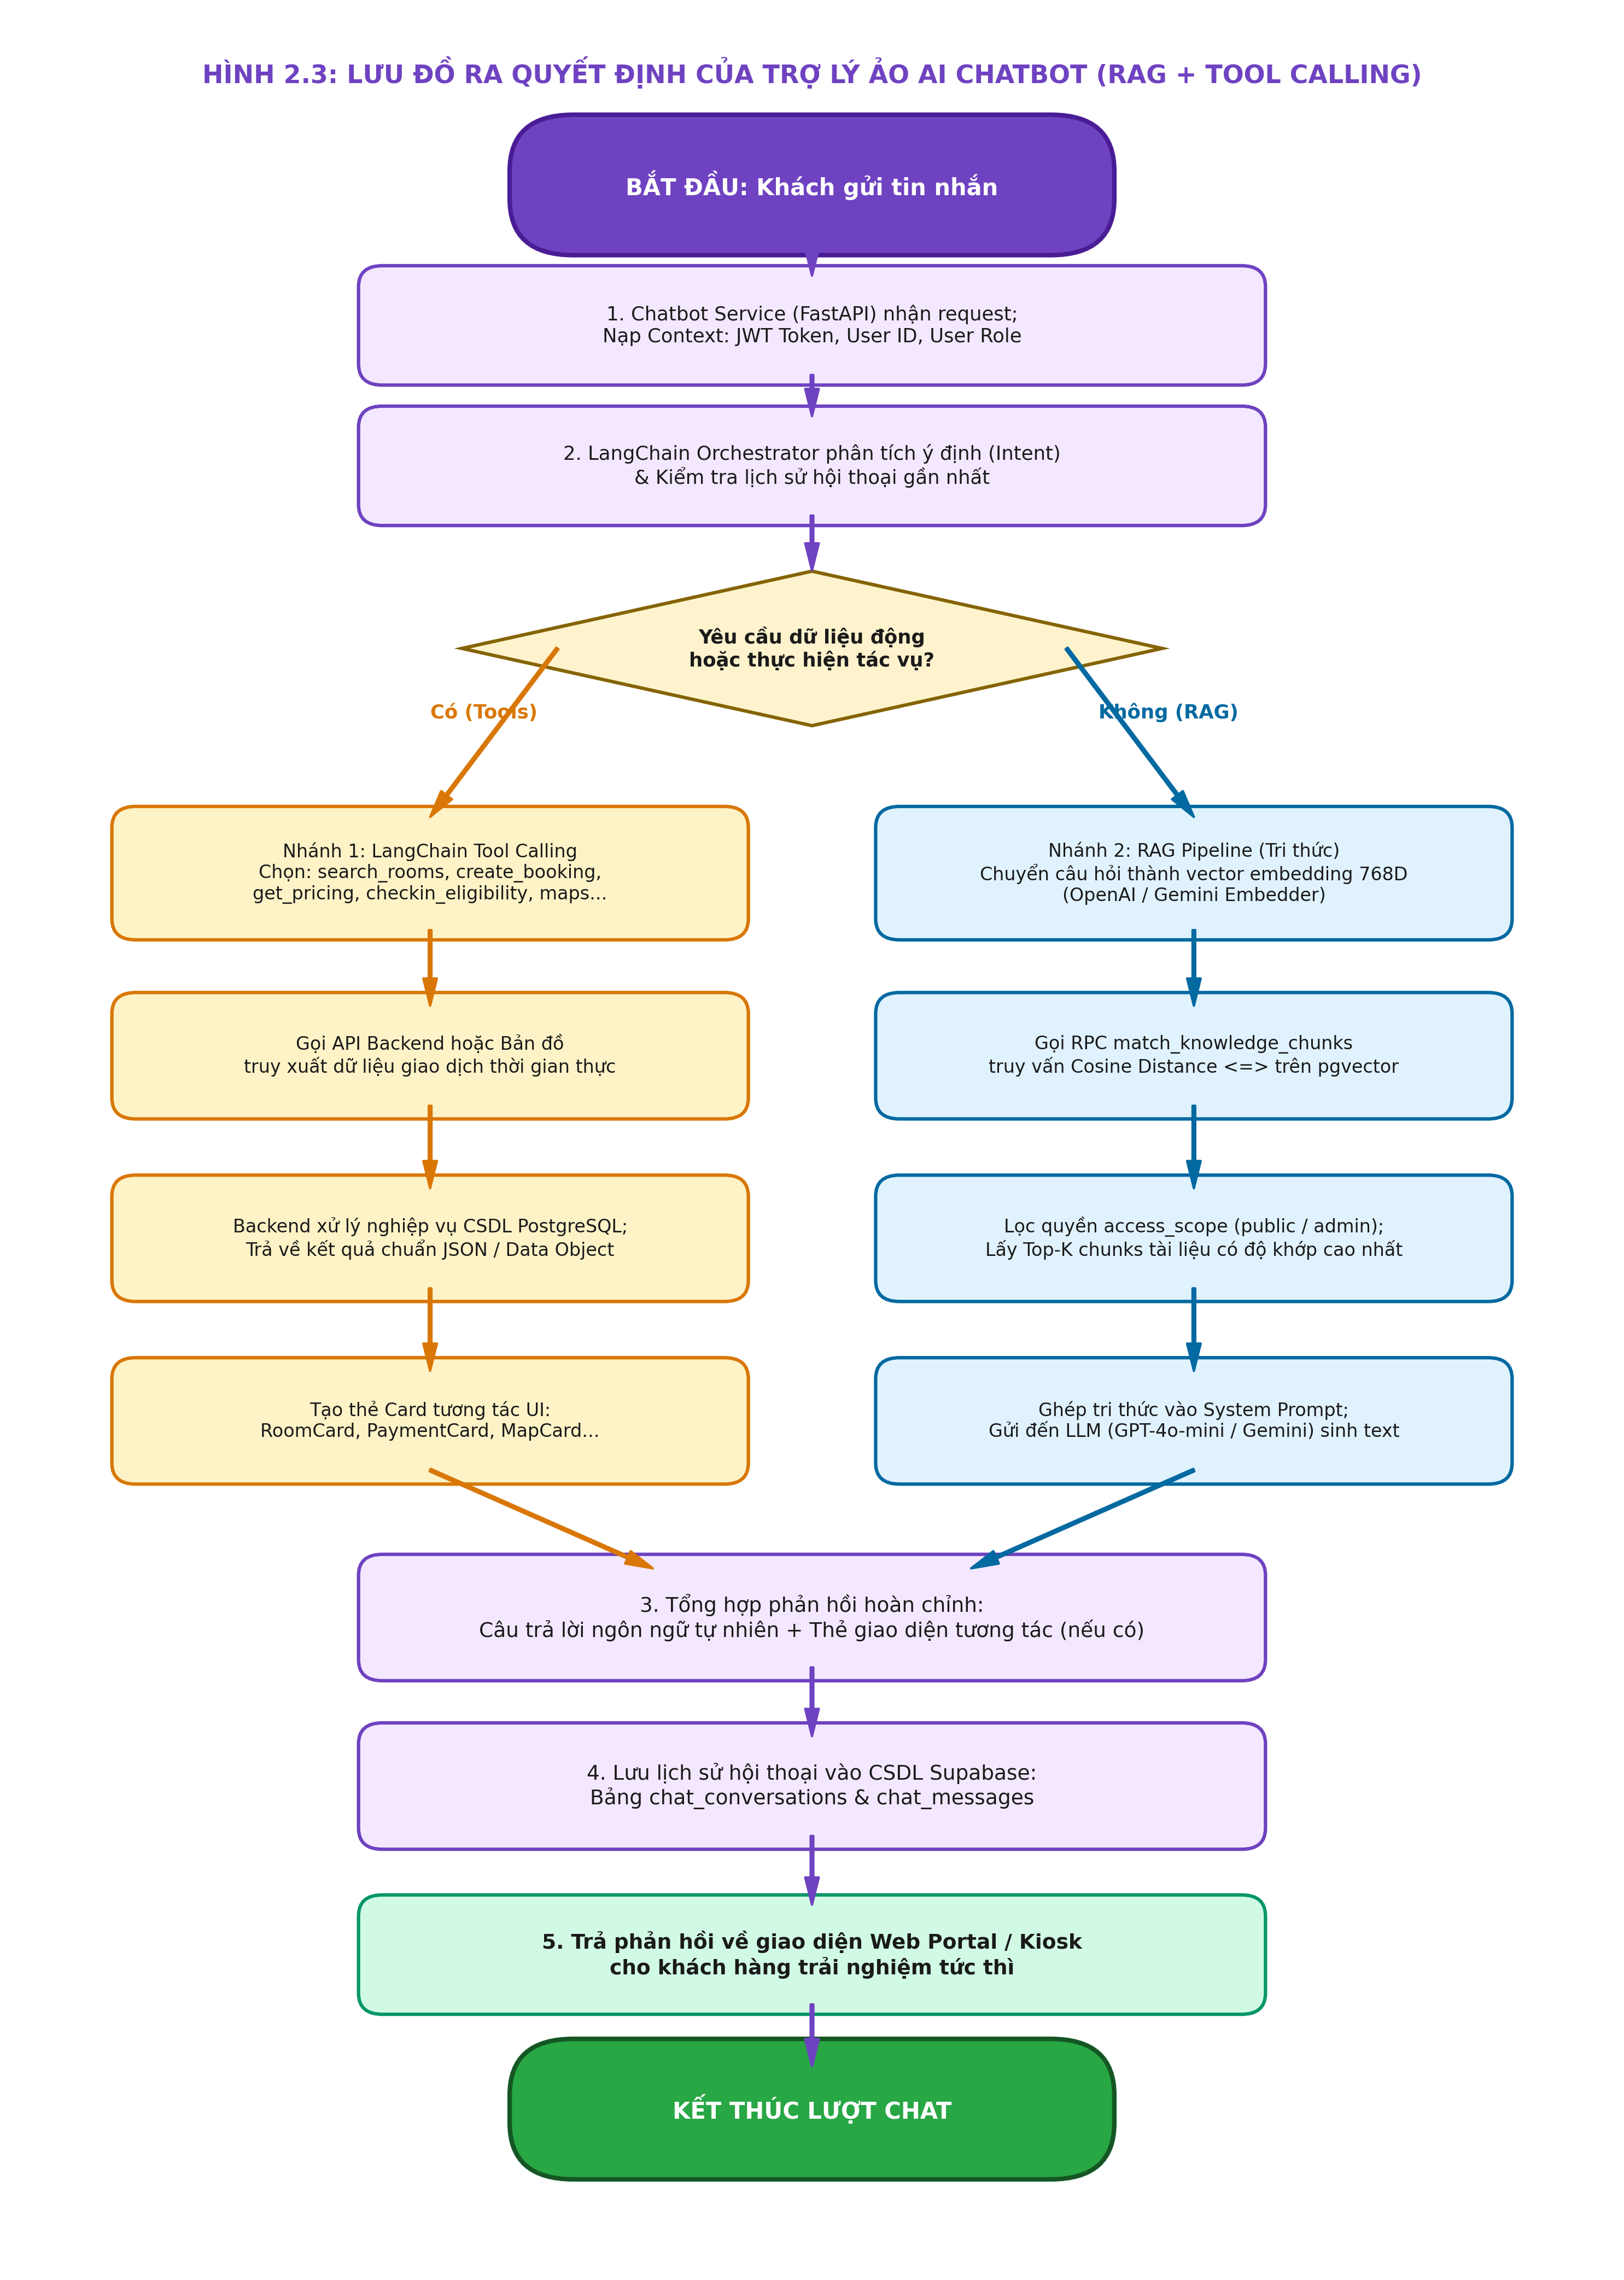 HÌNH 2.3: LƯU ĐỒ RA QUYẾT ĐỊNH CỦA TRỢ LÝ ẢO AI CHATBOT (RAG + TOOL CALLING)
BẮT ĐẦU: Khách gửi tin nhắn
1. Chatbot Service (FastAPI) nhận request;
Nạp Context: JWT Token, User ID, User Role
2. LangChain Orchestrator phân tích ý định (Intent)
& Kiểm tra lịch sử hội thoại gần nhất
Yêu cầu dữ liệu động
hoặc thực hiện tác vụ?
Có (Tools)
Không (RAG)
Nhánh 1: LangChain Tool Calling
Chọn: search_rooms, create_booking,
get_pricing, checkin_eligibility, maps...
Nhánh 2: RAG Pipeline (Tri thức)
Chuyển câu hỏi thành vector embedding 768D
(OpenAI / Gemini Embedder)
Gọi API Backend hoặc Bản đồ
truy xuất dữ liệu giao dịch thời gian thực
Gọi RPC match_knowledge_chunks
truy vấn Cosine Distance <=> trên pgvector
Backend xử lý nghiệp vụ CSDL PostgreSQL;
Trả về kết quả chuẩn JSON / Data Object
Lọc quyền access_scope (public / admin);
Lấy Top-K chunks tài liệu có độ khớp cao nhất
Tạo thẻ Card tương tác UI:
RoomCard, PaymentCard, MapCard...
Ghép tri thức vào System Prompt;
Gửi đến LLM (GPT-4o-mini / Gemini) sinh text
3. Tổng hợp phản hồi hoàn chỉnh:
Câu trả lời ngôn ngữ tự nhiên + Thẻ giao diện tương tác (nếu có)
4. Lưu lịch sử hội thoại vào CSDL Supabase:
Bảng chat_conversations & chat_messages
5. Trả phản hồi về giao diện Web Portal / Kiosk
cho khách hàng trải nghiệm tức thì
KẾT THÚC LƯỢT CHAT